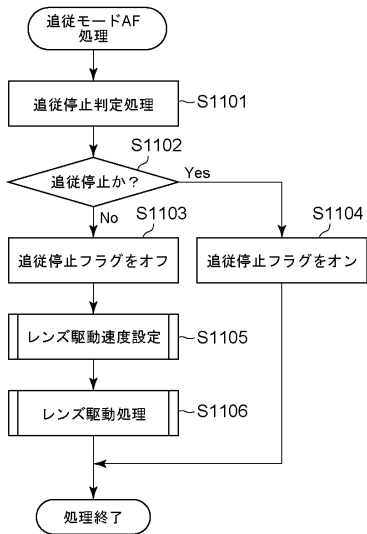 追従モードAF
処理
追従停止判定処理
S1101
S1102
追従停止か？
Yes
No
S1103
S1104
追従停止フラグをオフ
追従停止フラグをオン
レンズ駆動速度設定
S1105
レンズ駆動処理
S1106
処理終了